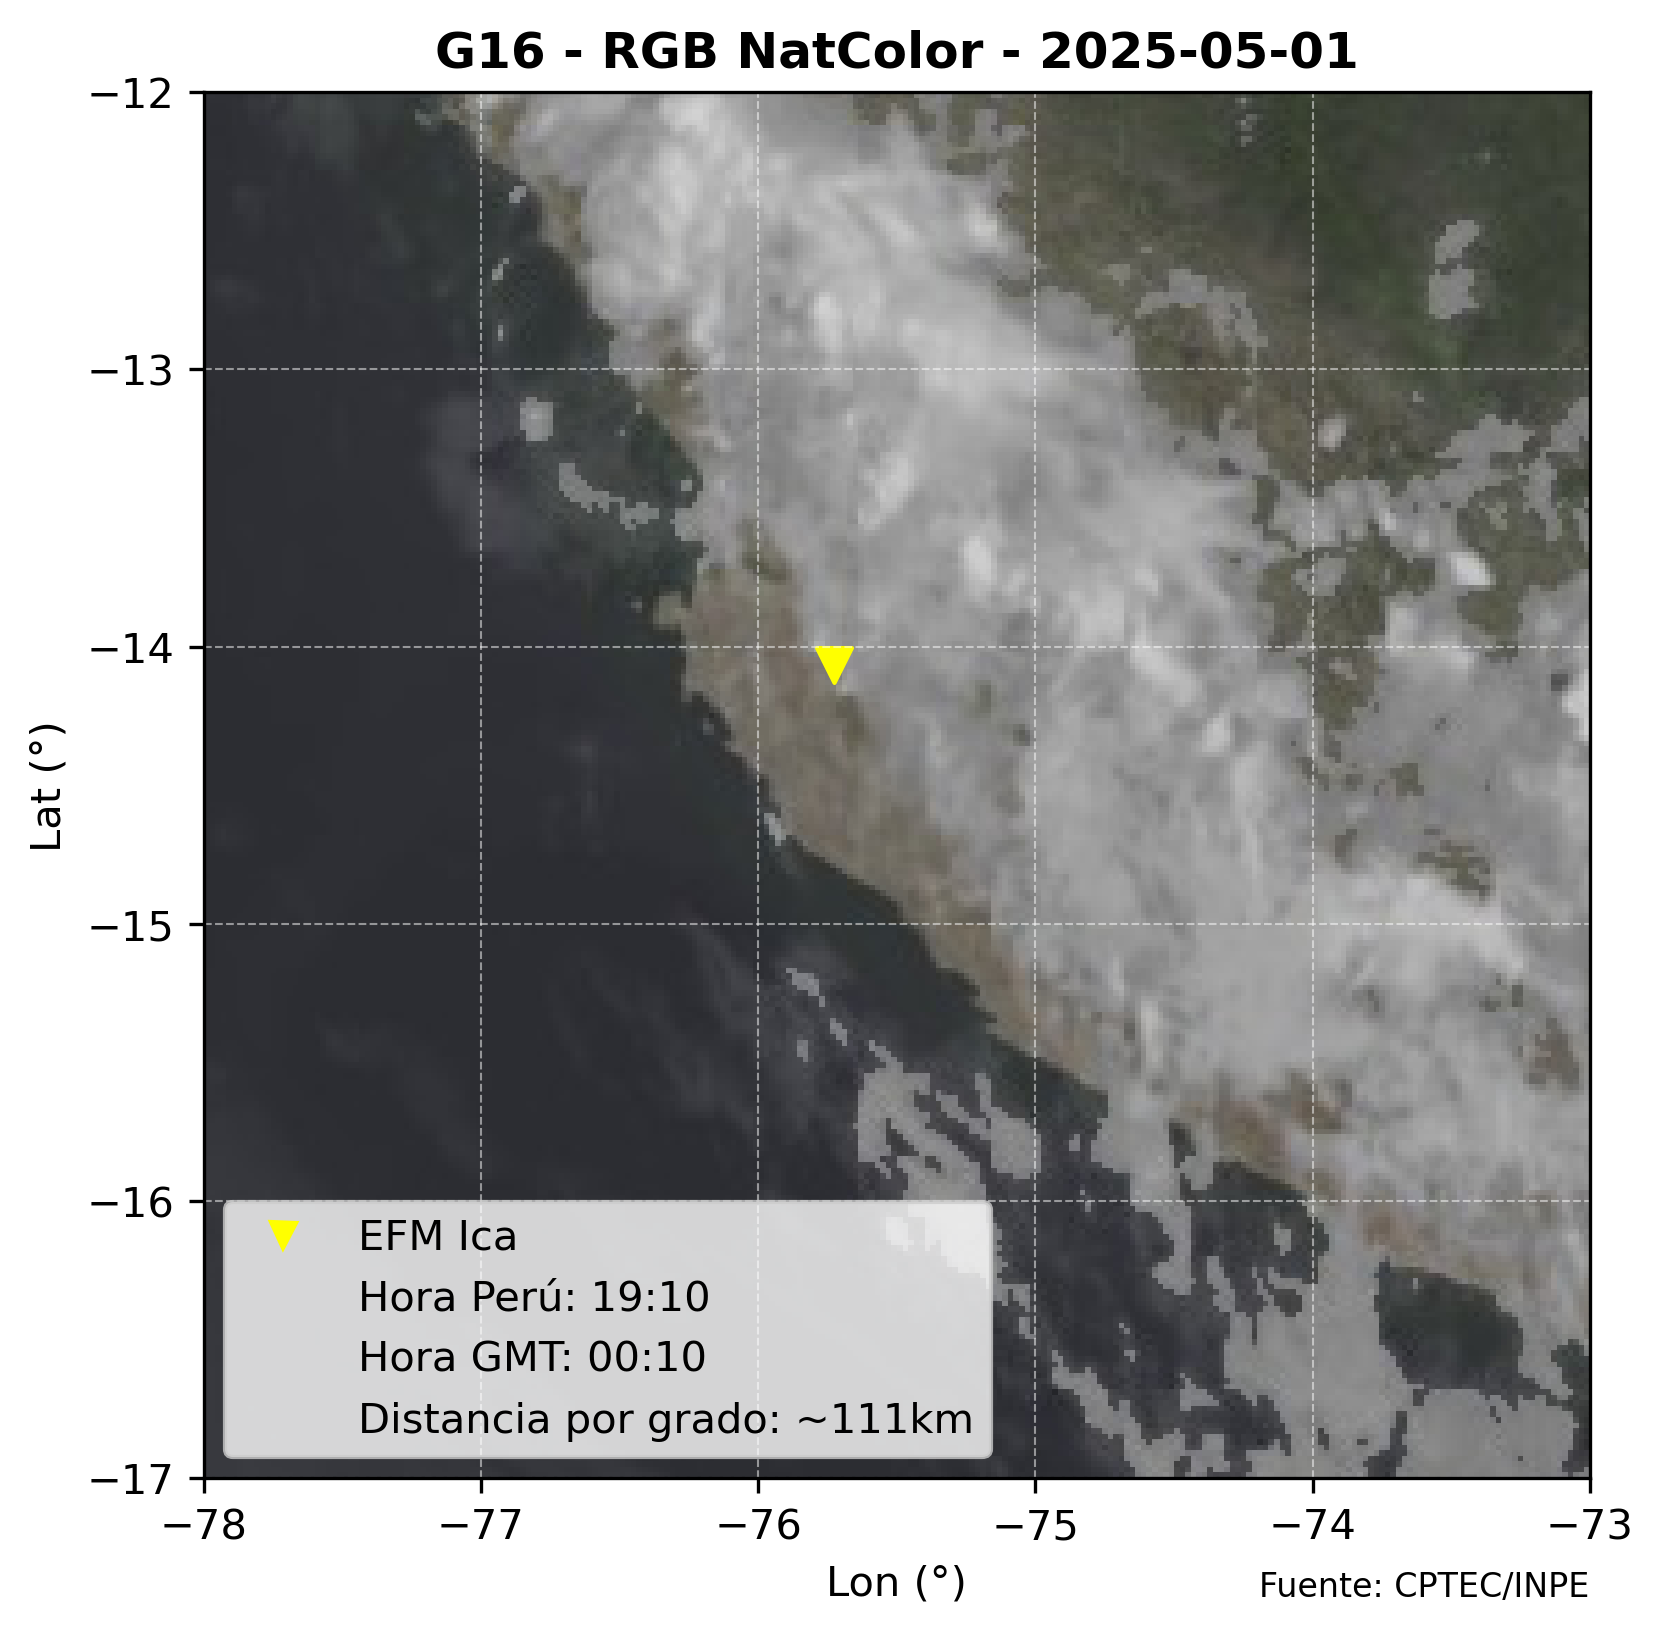 G16 - RGB NatColor - 2025-05-01
−12
−13
−14
−15
−16
−17
Lat (°)
EFM Ica
Hora Perú: 19:10
Hora GMT: 00:10
Distancia por grado: ~111km
−78 −77 −76 −75 −74 −73
Lon (°)
Fuente: CPTEC/INPE